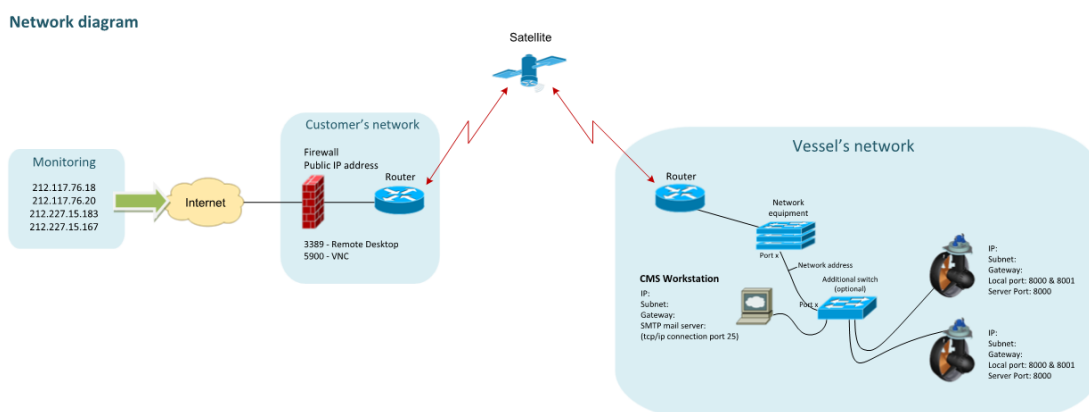 Network diagram
Satellite
Customer's network
Firewall
Public IP address
Router
3389 - Remote Desktop
5900 - VNC
Monitoring
212.117.76.18
212.117.76.20
212.227.15.183
212.227.15.167
Internet
Vessel's network
Router
Network
equipment
Port x
Network address
Additional switch
(optional)
Port x
CMS Workstation
IP:
Subnet:
Gateway:
SMTP mail server:
(tcp/ip connection port 25)
IP:
Subnet:
Gateway:
Local port: 8000 & 8001
Server Port: 8000
IP:
Subnet:
Gateway:
Local port: 8000 & 8001
Server Port: 8000